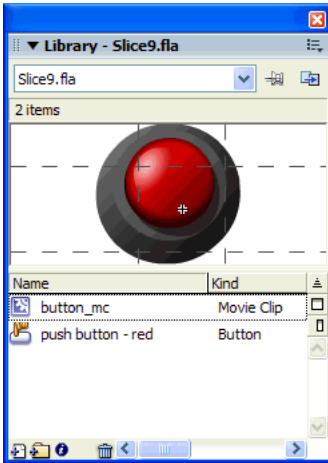 Library - Slice9.fla
Slice9.fla
2 items
Name Kind
button_mc Movie Clip
push button - red Button